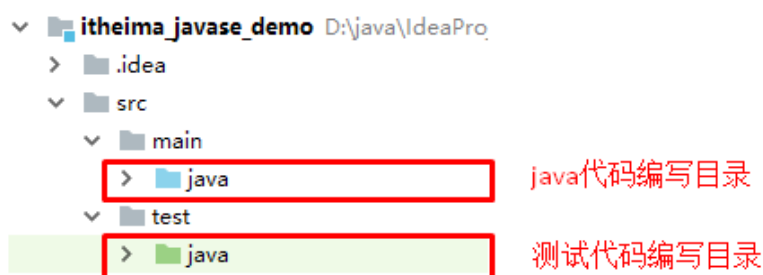 itheima_javase_demo D:\java\IdeaProj
.idea
src
main
java java代码编写目录
test
java 测试代码编写目录